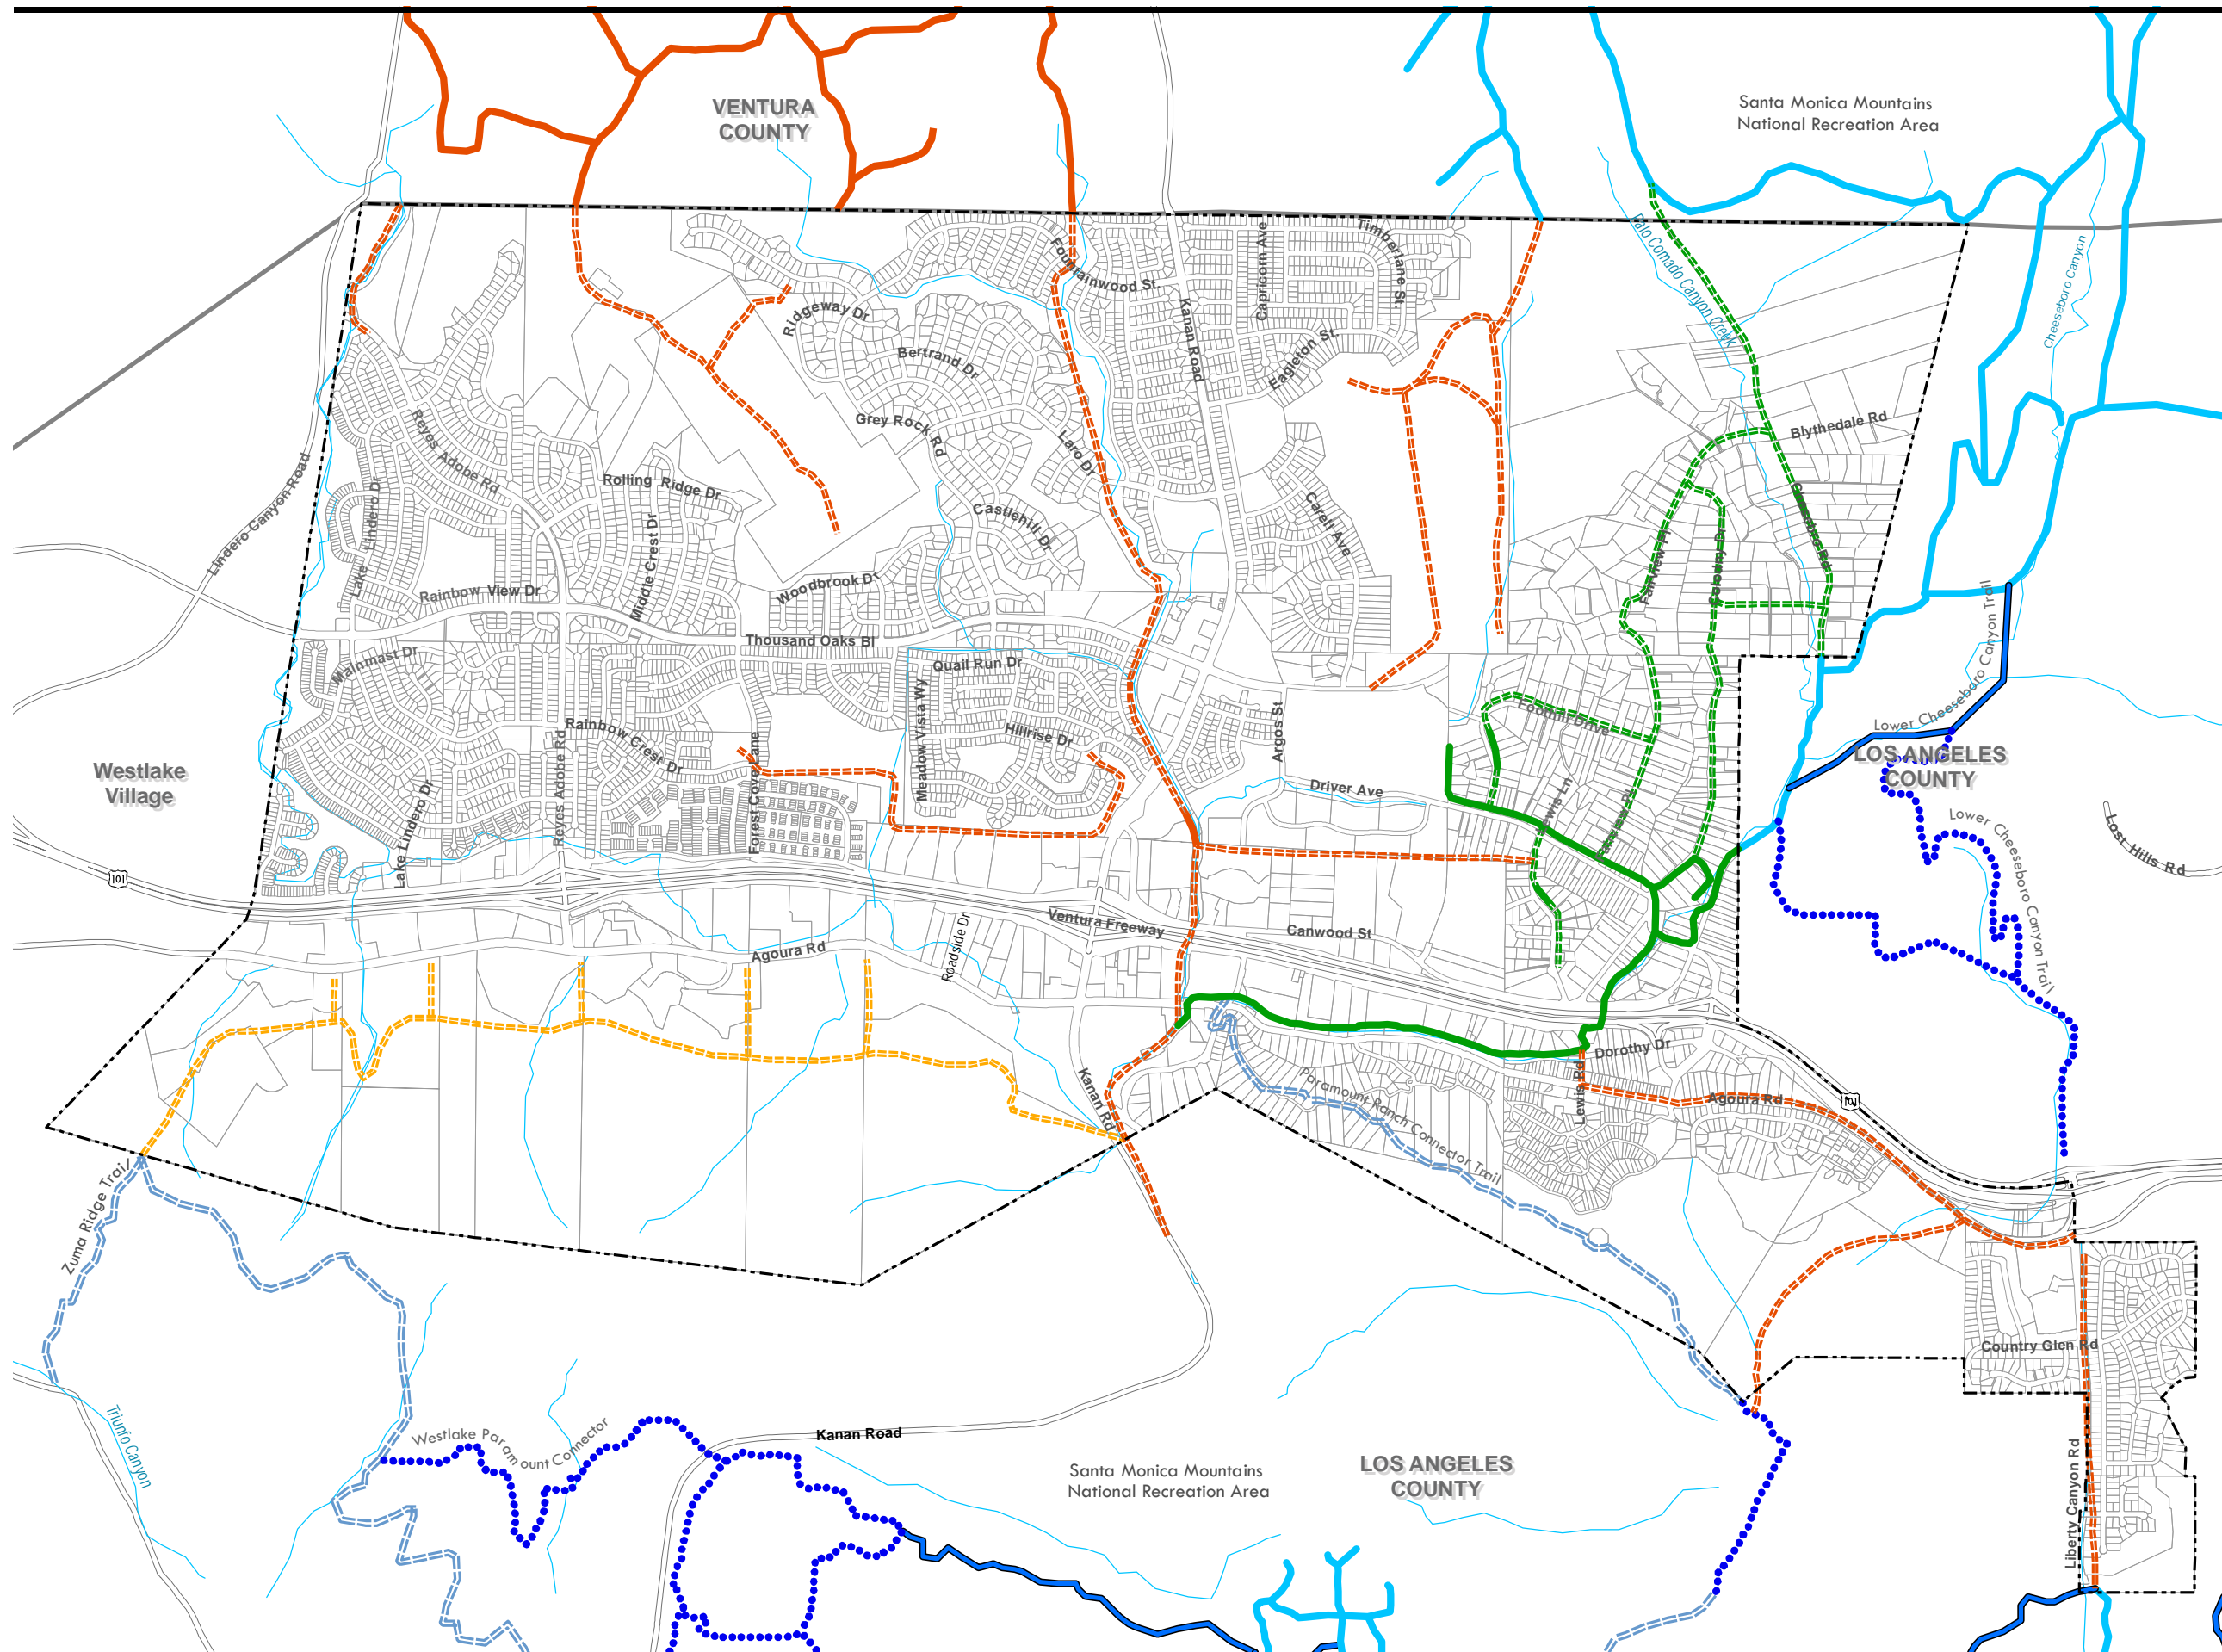 VENTURA
COUNTY
Santa Monica Mountains
National Recreation Area
Palo Comado Canyon Creek
Cheeseboro Canyon
Timberlane St.
Capricorn Ave
Fountainwood St.
Kanan Road
Ridgeway Dr
Bertrand Dr
Eagleton St.
Grey Rock Rd
Laro Dr
Blythedale Rd
Reyes Adobe Rd
Rolling Ridge Dr
Lindero Canyon Road
Lake Lindero Dr
Castlehill Dr
Carell Ave
Chesebro Rd
Middle Crest Dr
Fairview Pl
Colodny Dr
Rainbow View Dr
Woodbrook Dr
Thousand Oaks Bl
Lower Cheeseboro Canyon Trail
Mainmast Dr
Quail Run Dr
Meadow Vista Wy
Hillrise Dr
Argos St
Foothill Drive
Rainbow Crest Dr
Reyes Adobe Rd
Forest Cove Lane
Westlake
Village
LOS ANGELES
COUNTY
Lake Lindero Dr
Driver Ave
Lewis Ln
Lower Cheeseboro Canyon Trail
Lost Hills Rd
101
Ventura Freeway
Roadside Dr
Canwood St
Agoura Rd
Dorothy Dr
Kanan Rd
Paramount Ranch Connector Trail
Lewis Rd
Agoura Rd
101
Zuma Ridge Trail
Country Glen Rd
Triunfo Canyon
Westlake Paramount Connector
Kanan Road
Santa Monica Mountains
National Recreation Area
LOS ANGELES
COUNTY
Liberty Canyon Rd